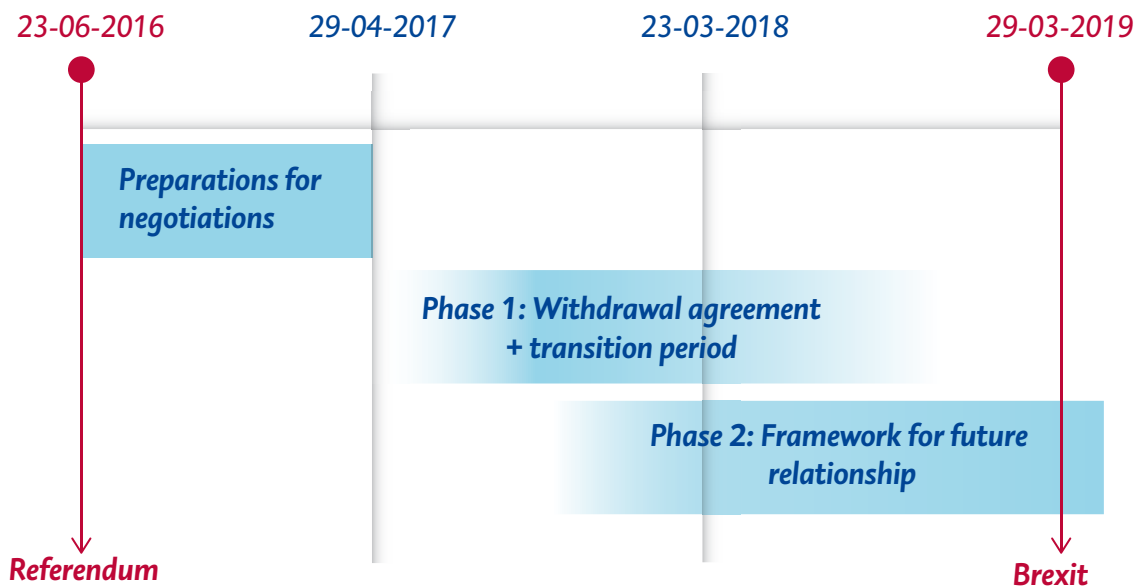 23-06-2016 29-04-2017 23-03-2018 29-03-2019
Preparations for
negotiations
Phase 1: Withdrawal agreement
+ transition period
Phase 2: Framework for future
relationship
Referendum
Brexit